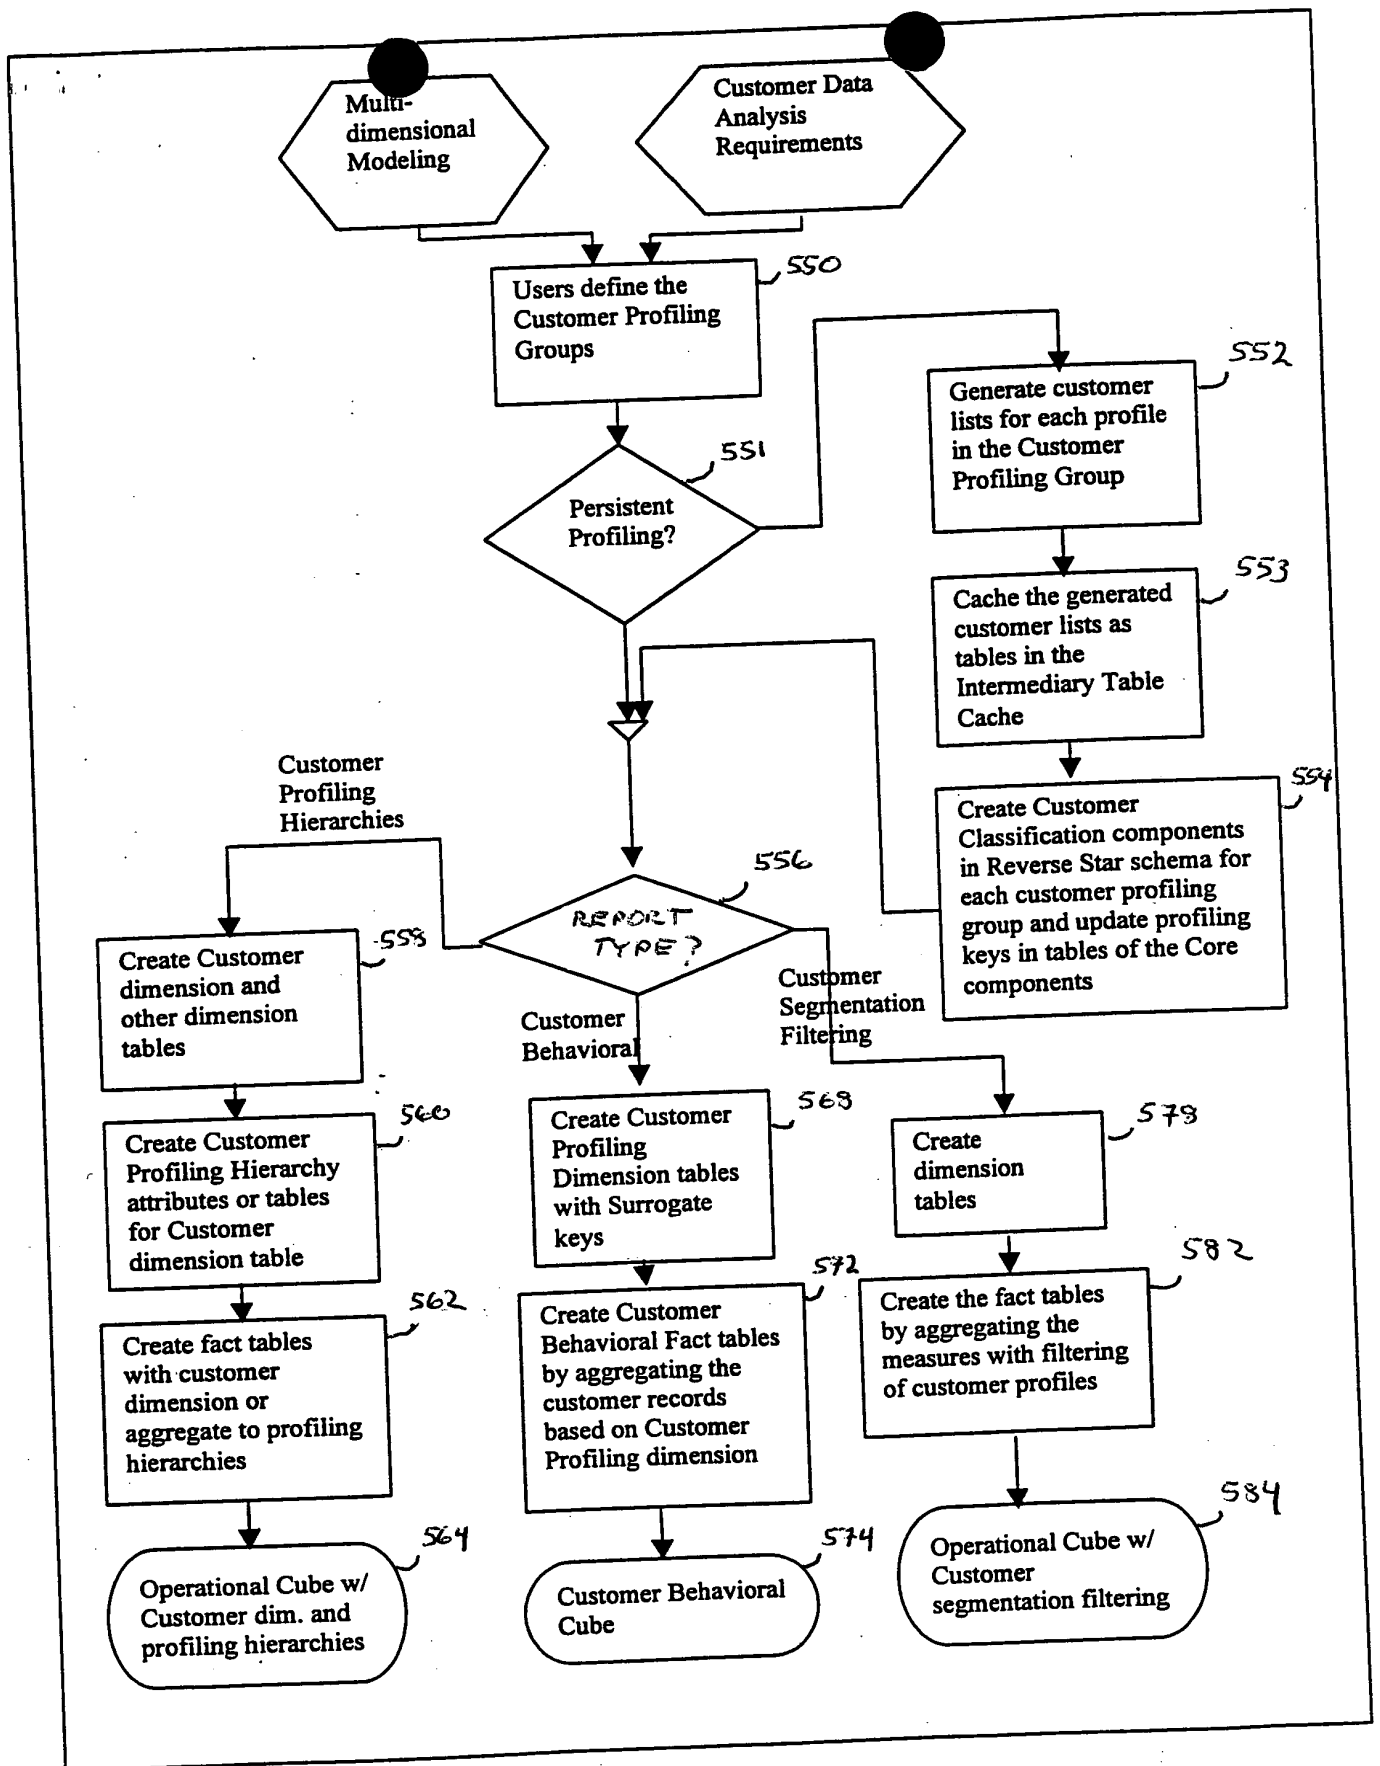 Multi-
dimensional
Modeling
Customer Data
Analysis
Requirements
550
Users define the
Customer Profiling
Groups
552
Generate customer
lists for each profile
in the Customer
Profiling Group
551
Persistent
Profiling?
553
Cache the generated
customer lists as
tables in the
Intermediary Table
Cache
554
Create Customer
Classification components
in Reverse Star schema for
each customer profiling
group and update profiling
keys in tables of the Core
components
Customer
Profiling
Hierarchies
556
REPORT
TYPE?
Customer
Behavioral
Customer
Segmentation
Filtering
558
Create Customer
dimension and
other dimension
tables
560
Create Customer
Profiling Hierarchy
attributes or tables
for Customer
dimension table
562
Create fact tables
with customer
dimension or
aggregate to profiling
hierarchies
564
Operational Cube w/
Customer dim. and
profiling hierarchies
568
Create Customer
Profiling
Dimension tables
with Surrogate
keys
572
Create Customer
Behavioral Fact tables
by aggregating the
customer records
based on Customer
Profiling dimension
574
Customer Behavioral
Cube
578
Create
dimension
tables
582
Create the fact tables
by aggregating the
measures with filtering
of customer profiles
584
Operational Cube w/
Customer
segmentation filtering